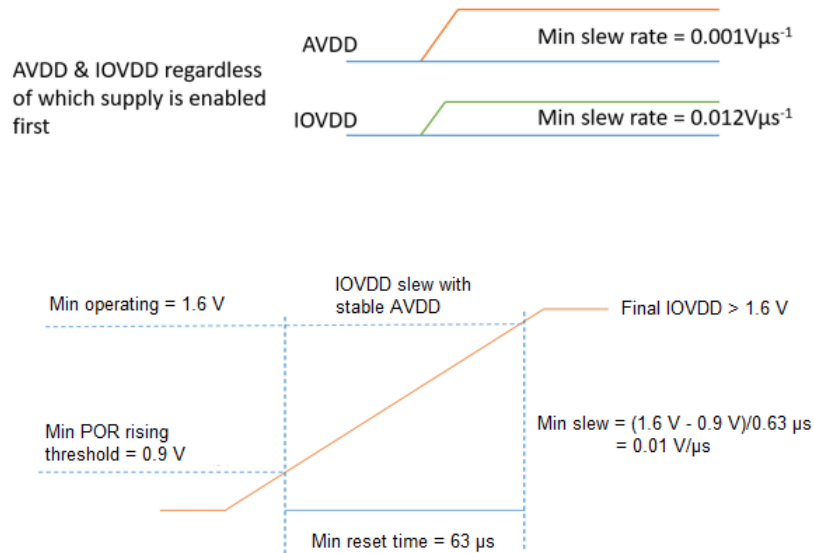 AVDD & IOVDD regardless
of which supply is enabled
first
AVDD
Min slew rate = 0.001Vµs⁻¹
IOVDD
Min slew rate = 0.012Vµs⁻¹
Min operating = 1.6 V
IOVDD slew with
stable AVDD
Final IOVDD > 1.6 V
Min POR rising
threshold = 0.9 V
Min slew = (1.6 V - 0.9 V)/0.63 µs
= 0.01 V/µs
Min reset time = 63 µs